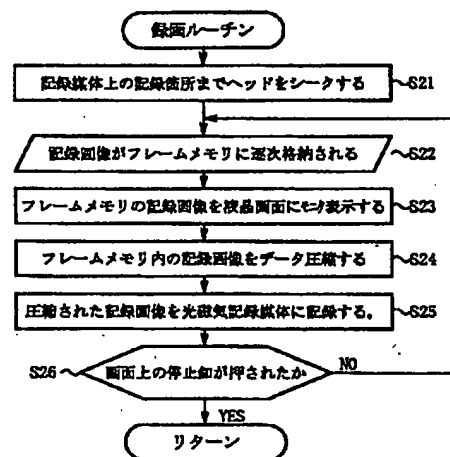 録画ルーチン
記録媒体上の記録箇所までヘッドをシークする
~S21
記録画像がフレームメモリに逐次格納される
~S22
フレームメモリの記録画像を液晶画面にモニタ表示する
~S23
フレームメモリ内の記録画像をデータ圧縮する
~S24
圧縮された記録画像を光磁気記録媒体に記録する。
~S25
S26~
画面上の停止釦が押されたか
NO
YES
リターン